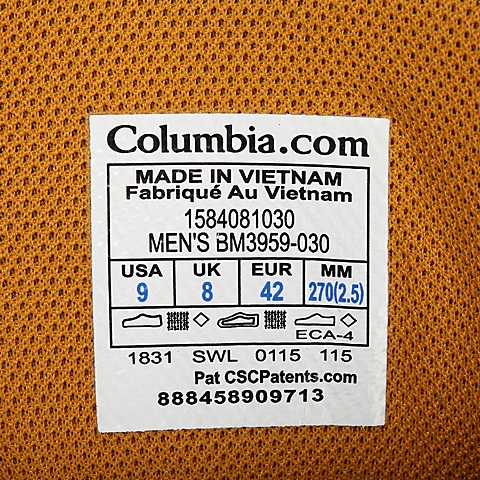 Columbia.com
MADE IN VIETNAM
Fabriqué Au Vietnam
1584081030
MEN'S BM3959-030
USA UK EUR MM
9 8 42 270(2.5)
ECA-4
1831 SWL 0115 115
Pat CSCPatents.com
888458909713